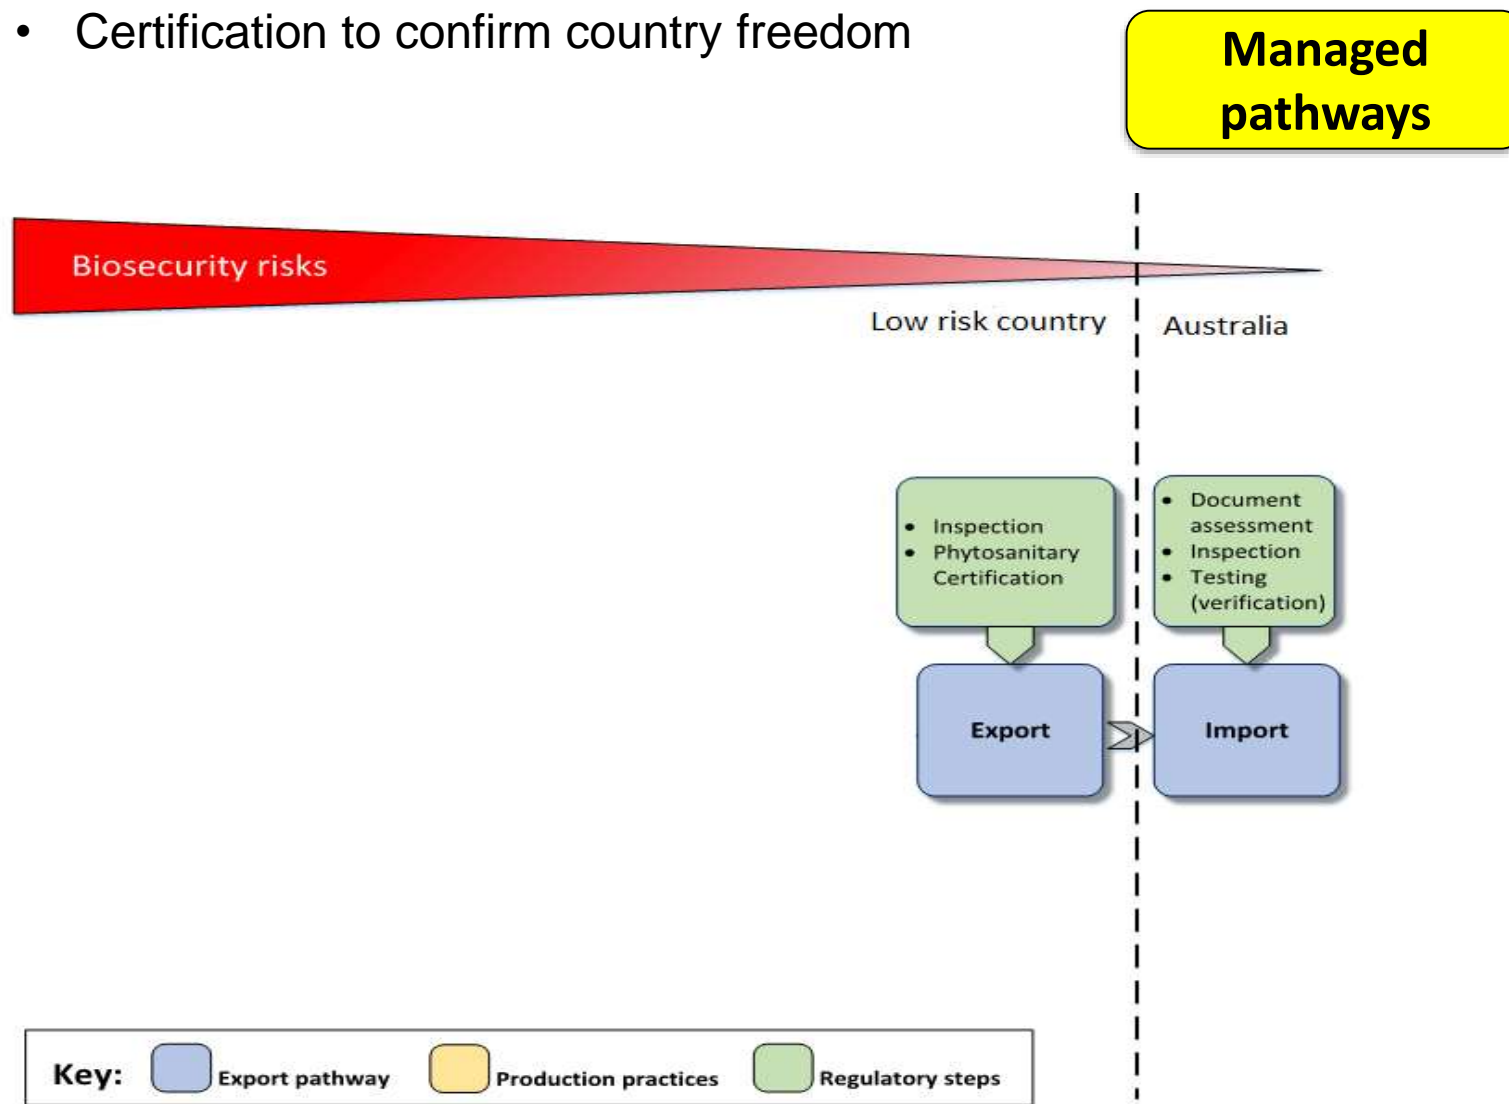 • Certification to confirm country freedom
Managed
pathways
Biosecurity risks
Low risk country
Australia
• Inspection
• Phytosanitary
Certification
• Document
assessment
• Inspection
• Testing
(verification)
Export
Import
Key: Export pathway Production practices Regulatory steps